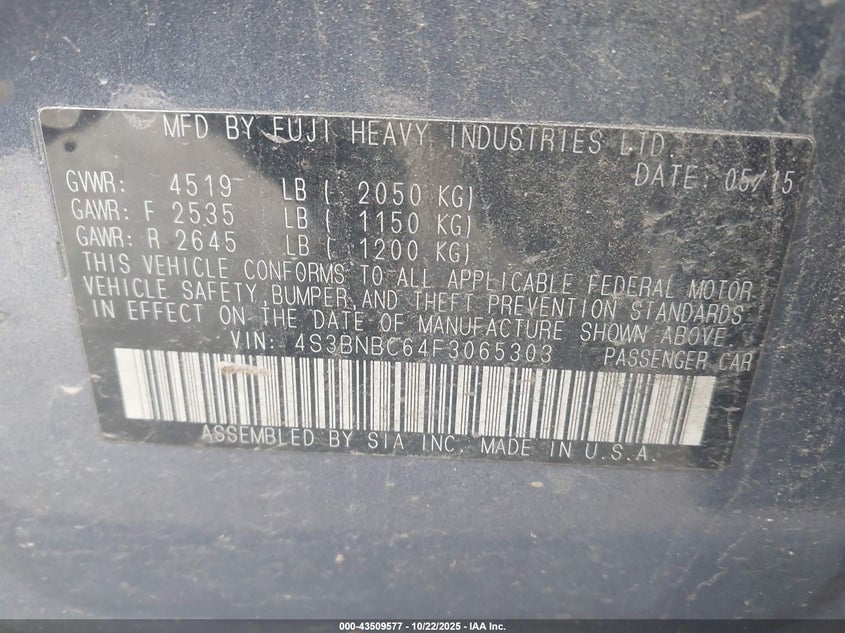 MFD BY FUJI HEAVY INDUSTRIES LTD.
DATE: 05/15
GVWR: 4519 LB ( 2050 KG)
GAWR: F 2535 LB ( 1150 KG)
GAWR: R 2645 LB ( 1200 KG)
THIS VEHICLE CONFORMS TO ALL APPLICABLE FEDERAL MOTOR
VEHICLE SAFETY, BUMPER, AND THEFT PREVENTION STANDARDS
IN EFFECT ON THE DATE OF MANUFACTURE SHOWN ABOVE
VIN: 4S3BNBC64F3065303 PASSENGER CAR
ASSEMBLED BY SIA INC. MADE IN U.S.A.
000-43509577 - 10/22/2025 - IAA Inc.